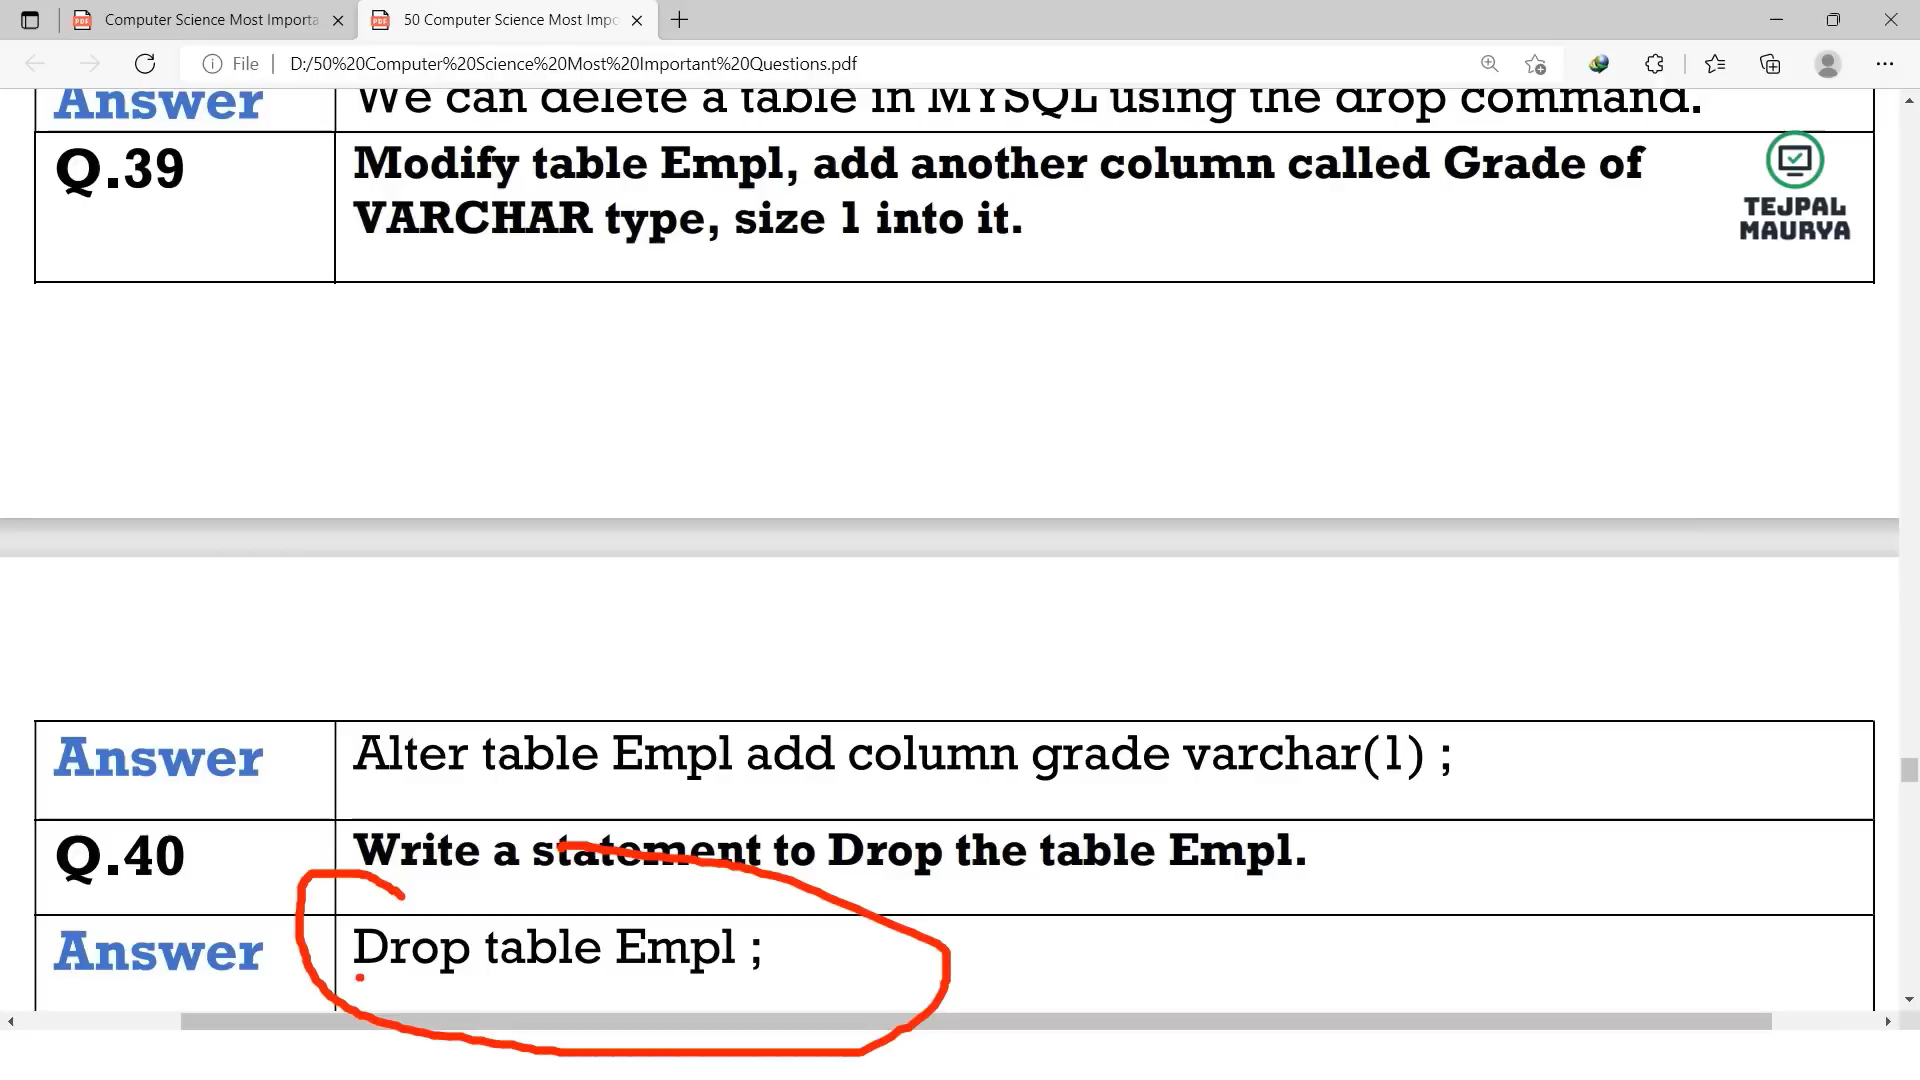 Computer Science Most Importa
50 Computer Science Most Impo
File
D:/50%20Computer%20Science%20Most%20Important%20Questions.pdf
Answer
We can delete a table in MYSQL using the drop command.
Q.39
Modify table Empl, add another column called Grade of
VARCHAR type, size 1 into it.
TEJPAL
MAURYA
Answer
Alter table Empl add column grade varchar(1) ;
Q.40
Write a statement to Drop the table Empl.
Answer
Drop table Empl ;